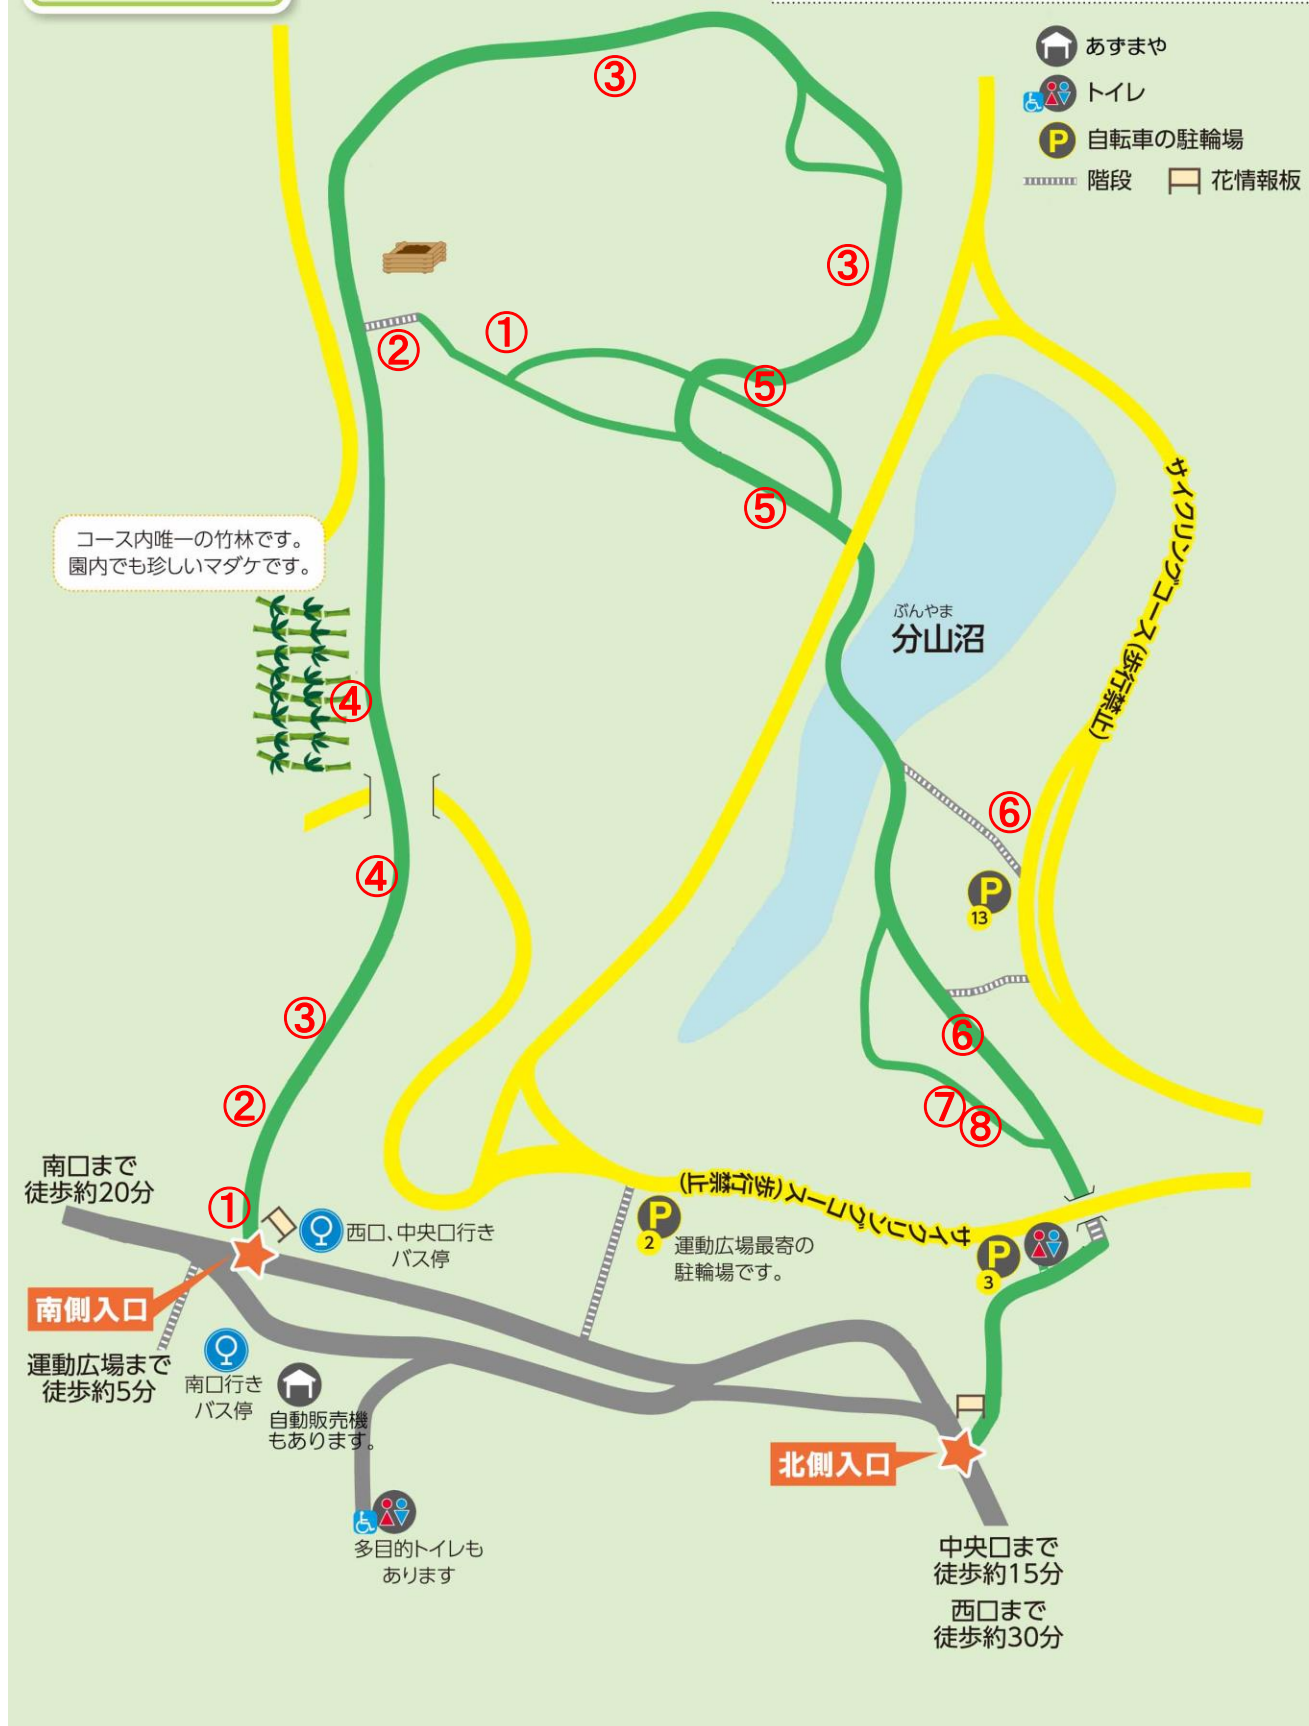 あずまや
トイレ
P 自転車の駐輪場
階段 花情報板
③
③
①
②
⑤
⑤
コース内唯一の竹林です。
園内でも珍しいマダケです。
サイクリングコース(歩行禁止)
ぶんやま
分山沼
④
⑥
④
P
13
③
⑥
②
⑦
⑧
南口まで
徒歩約20分
①
西口、中央口行き
バス停
サイクリングコース(歩行禁止)
P
2
運動広場最寄の
駐輪場です。
P
3
南側入口
運動広場まで
徒歩約5分
南口行き
バス停
自動販売機
もあります。
北側入口
多目的トイレも
あります
中央口まで
徒歩約15分
西口まで
徒歩約30分